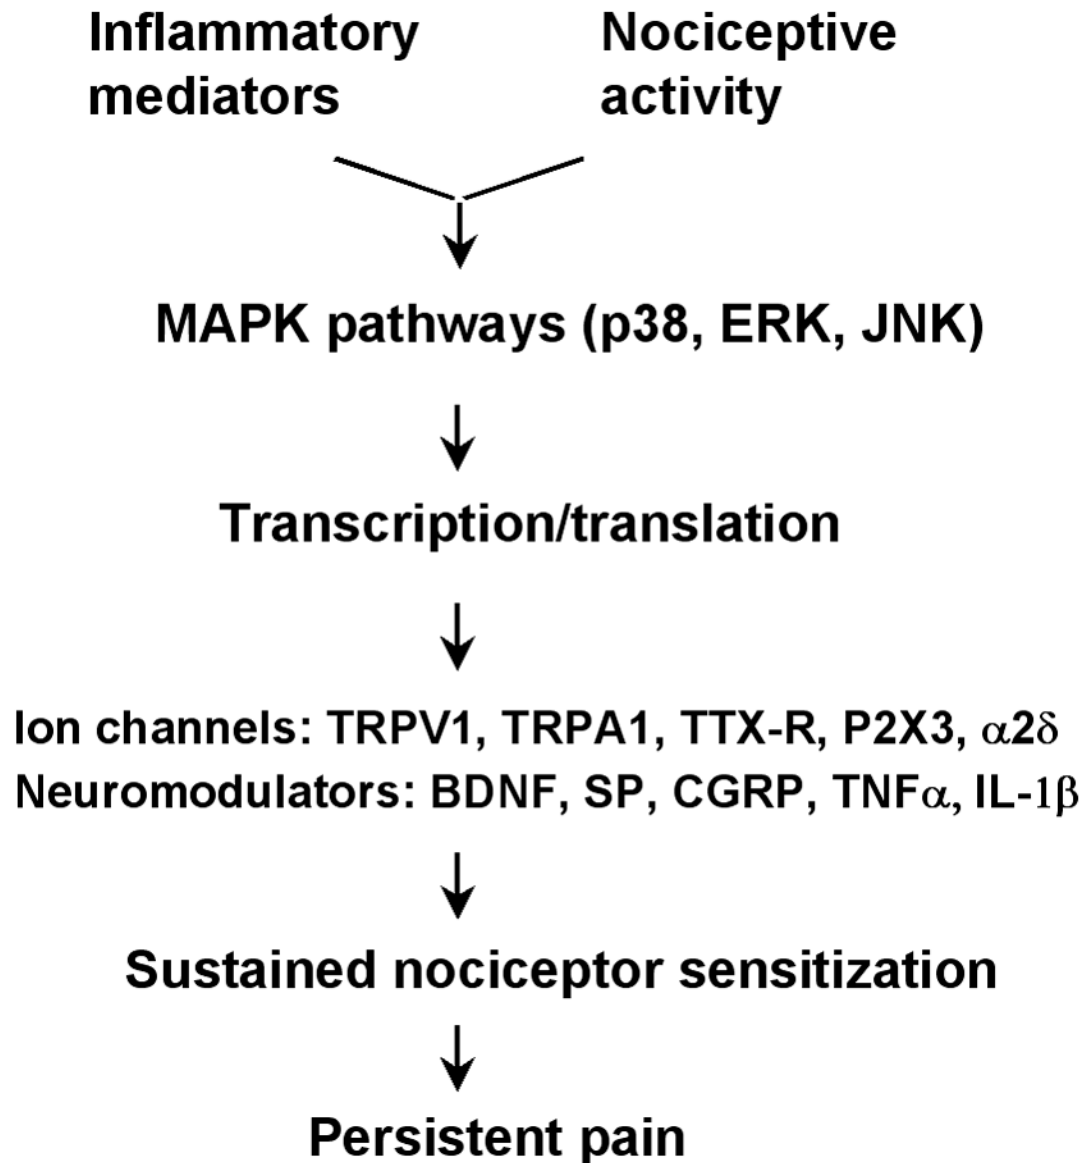 Inflammatory
mediators
Nociceptive
activity
MAPK pathways (p38, ERK, JNK)
Transcription/translation
Ion channels: TRPV1, TRPA1, TTX-R, P2X3, α2δ
Neuromodulators: BDNF, SP, CGRP, TNFα, IL-1β
Sustained nociceptor sensitization
Persistent pain